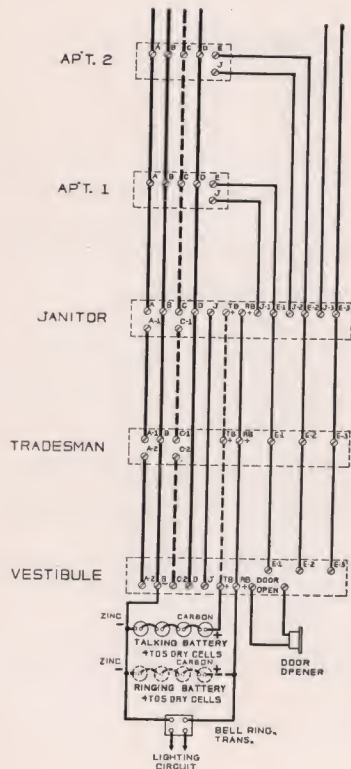 APT. 2
A B C D E
J
APT. 1
A B C D E
J
JANITOR
A B C D J TB RB J-1 E-1 J-2 E-2 J-3 E-3
+ +
A-1 C-1
TRADESMAN
A-1 B C-1 TB RB E-1 E-2 E-3
+ +
A-2 C-2
VESTIBULE
E-1 E-2 E-3
A-2 B C-2 D J TB RB DOOR
+ + OPEN
ZINC CARBON
- +
TALKING BATTERY
4 TO 5 DRY CELLS
ZINC CARBON
- +
RINGING BATTERY
4 TO 5 DRY CELLS
DOOR
OPENER
BELL RING.
TRANS.
LIGHTING
CIRCUIT